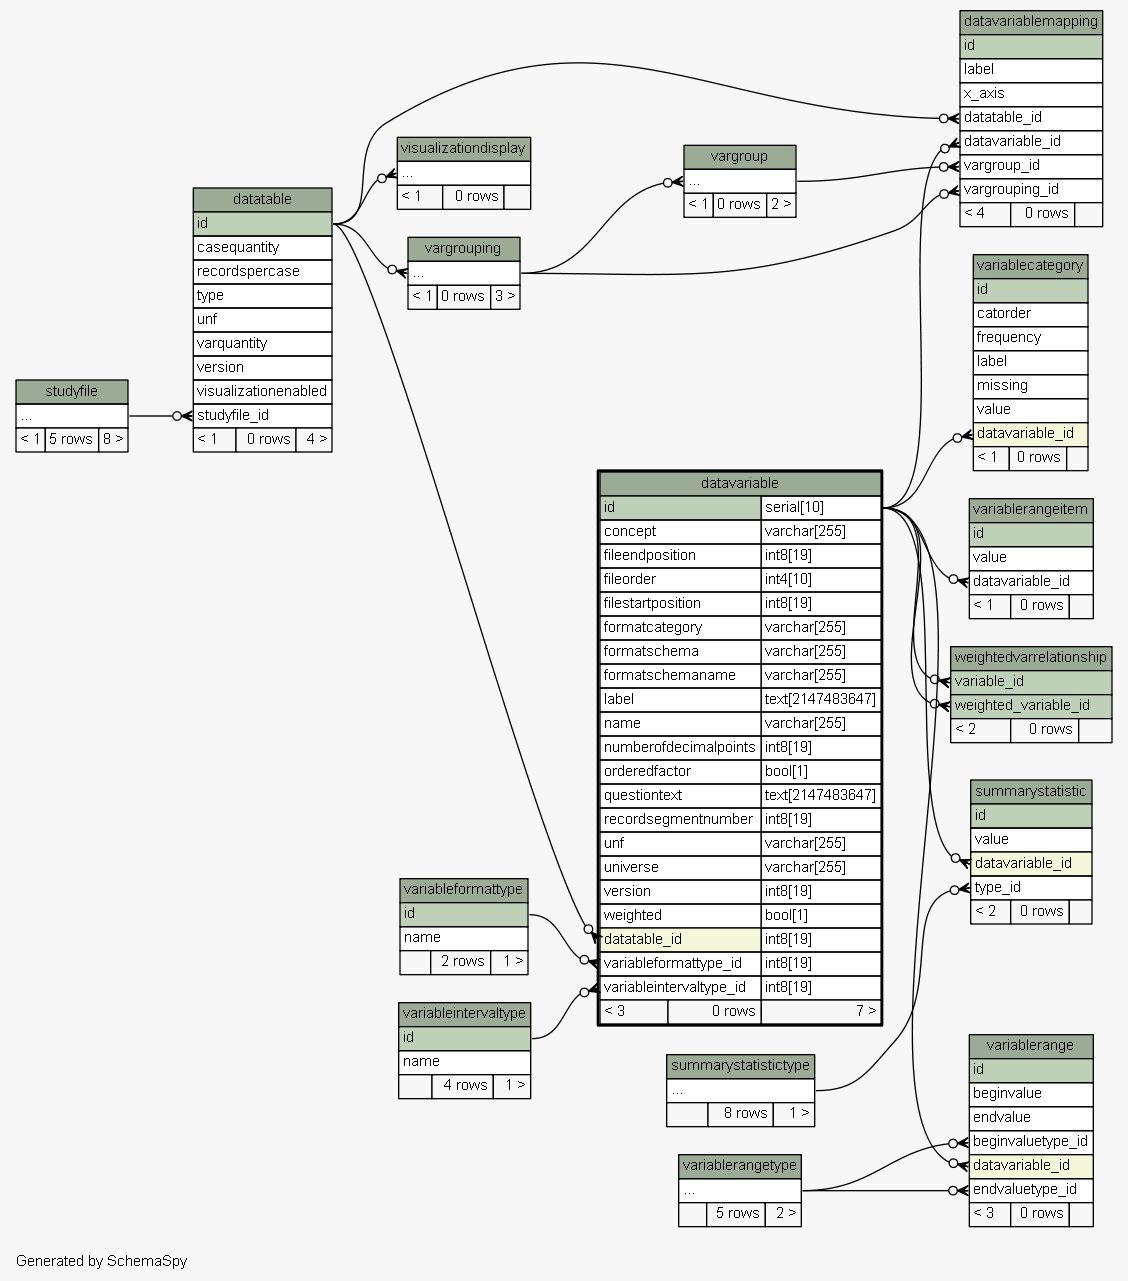 datavariablemapping
id
label
x_axis
datatable_id
datavariable_id
vargroup_id
vargrouping_id
< 4 0 rows
visualizationdisplay
...
< 1 0 rows
vargroup
...
< 1 0 rows 2 >
datatable
id
casequantity
recordspercase
type
unf
varquantity
version
visualizationenabled
studyfile_id
< 1 0 rows 4 >
vargrouping
...
< 1 0 rows 3 >
variablecategory
id
catorder
frequency
label
missing
value
datavariable_id
< 1 0 rows
studyfile
...
< 1 5 rows 8 >
datavariable
id serial[10]
concept varchar[255]
fileendposition int8[19]
fileorder int4[10]
filestartposition int8[19]
formatcategory varchar[255]
formatschema varchar[255]
formatschemaname varchar[255]
label text[2147483647]
name varchar[255]
numberofdecimalpoints int8[19]
orderedfactor bool[1]
questiontext text[2147483647]
recordsegmentnumber int8[19]
unf varchar[255]
universe varchar[255]
version int8[19]
weighted bool[1]
datatable_id int8[19]
variableformattype_id int8[19]
variableintervaltype_id int8[19]
< 3 0 rows 7 >
variablerangeitem
id
value
datavariable_id
< 1 0 rows
weightedvarrelationship
variable_id
weighted_variable_id
< 2 0 rows
summarystatistic
id
value
datavariable_id
type_id
< 2 0 rows
variableformattype
id
name
2 rows 1 >
variableintervaltype
id
name
4 rows 1 >
summarystatistictype
...
8 rows 1 >
variablerange
id
beginvalue
endvalue
beginvaluetype_id
datavariable_id
endvaluetype_id
< 3 0 rows
variablerangetype
...
5 rows 2 >
Generated by SchemaSpy